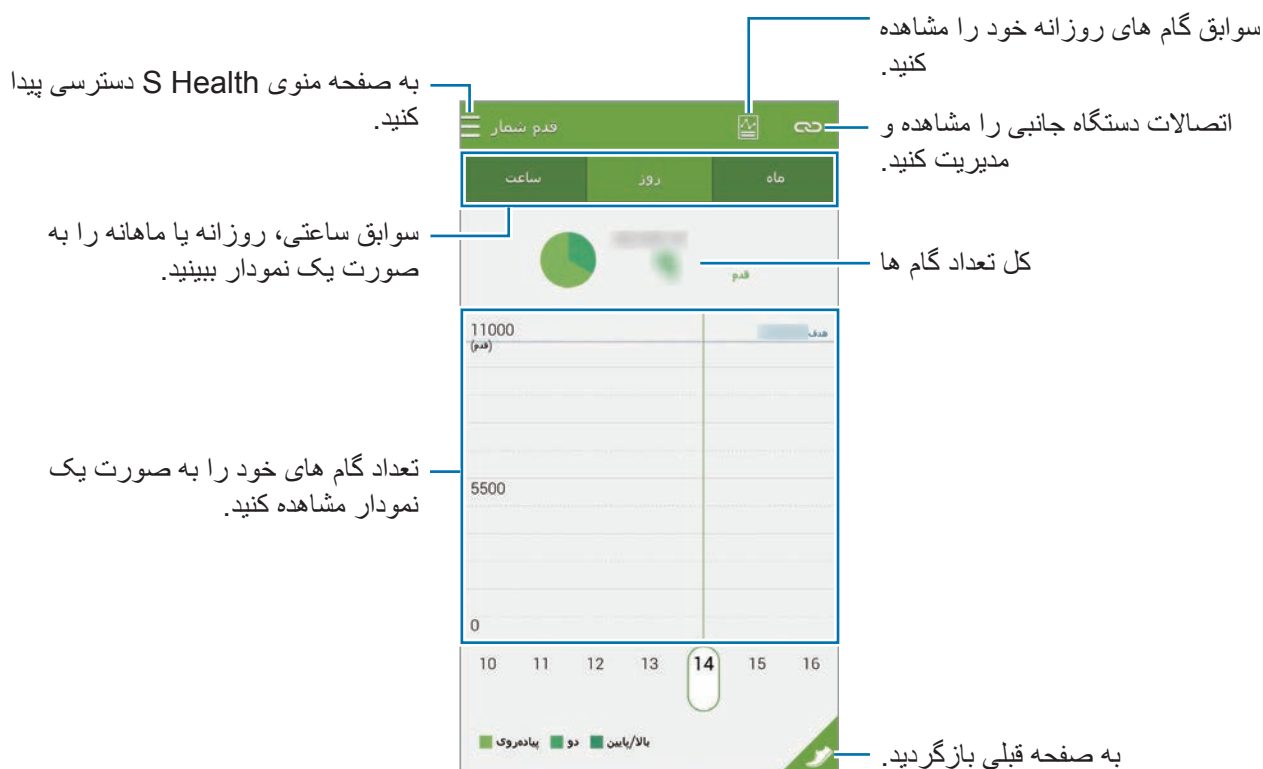 سوابق گام های روزانه خود را مشاهده
کنید.
به صفحه منوی S Health دسترسی پیدا
کنید.
اتصالات دستگاه جانبی را مشاهده و
مدیریت کنید.
قدم شمار
ساعت
روز
ماه
سوابق ساعتی، روزانه یا ماهانه را به
صورت یک نمودار ببینید.
کل تعداد گام ها
قدم
11000
(قدم)
هدف
تعداد گام های خود را به صورت یک
نمودار مشاهده کنید.
5500
0
10 11 12 13 14 15 16
پیاده‌روی
دو
بالا/پایین
به صفحه قبلی بازگردید.